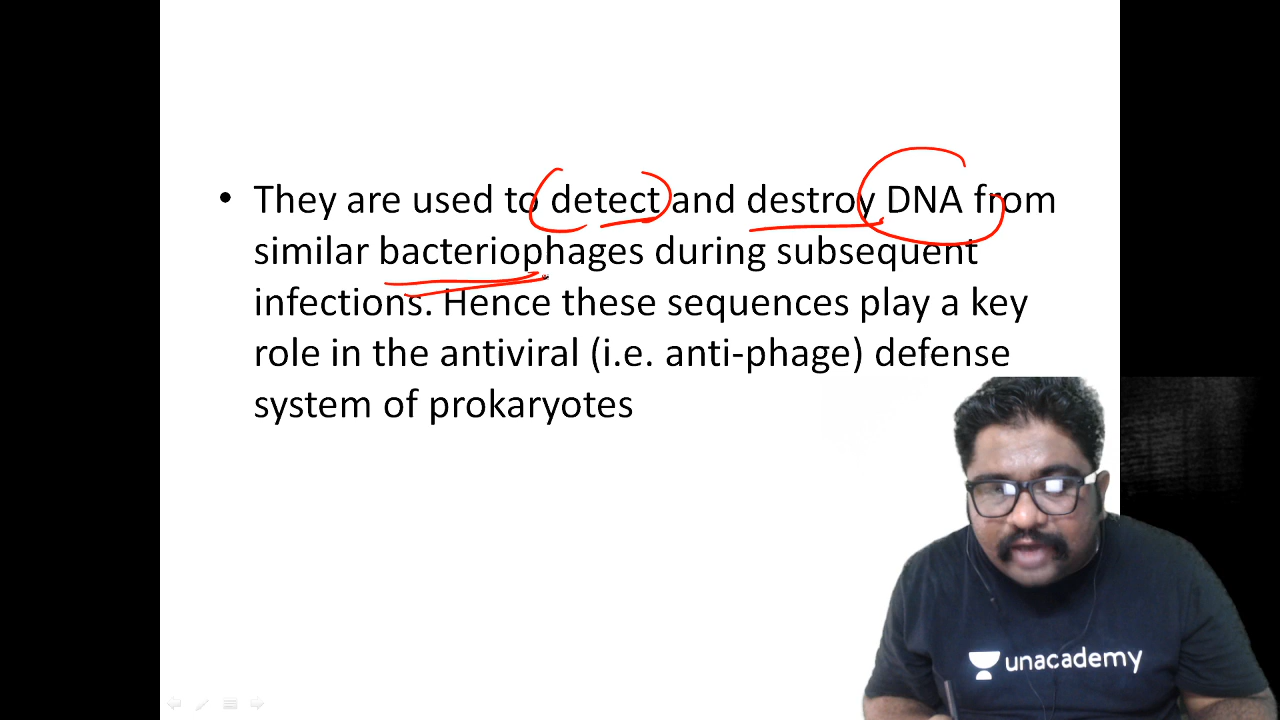 • They are used to detect and destroy DNA from
similar bacteriophages during subsequent
infections. Hence these sequences play a key
role in the antiviral (i.e. anti-phage) defense
system of prokaryotes
unacademy